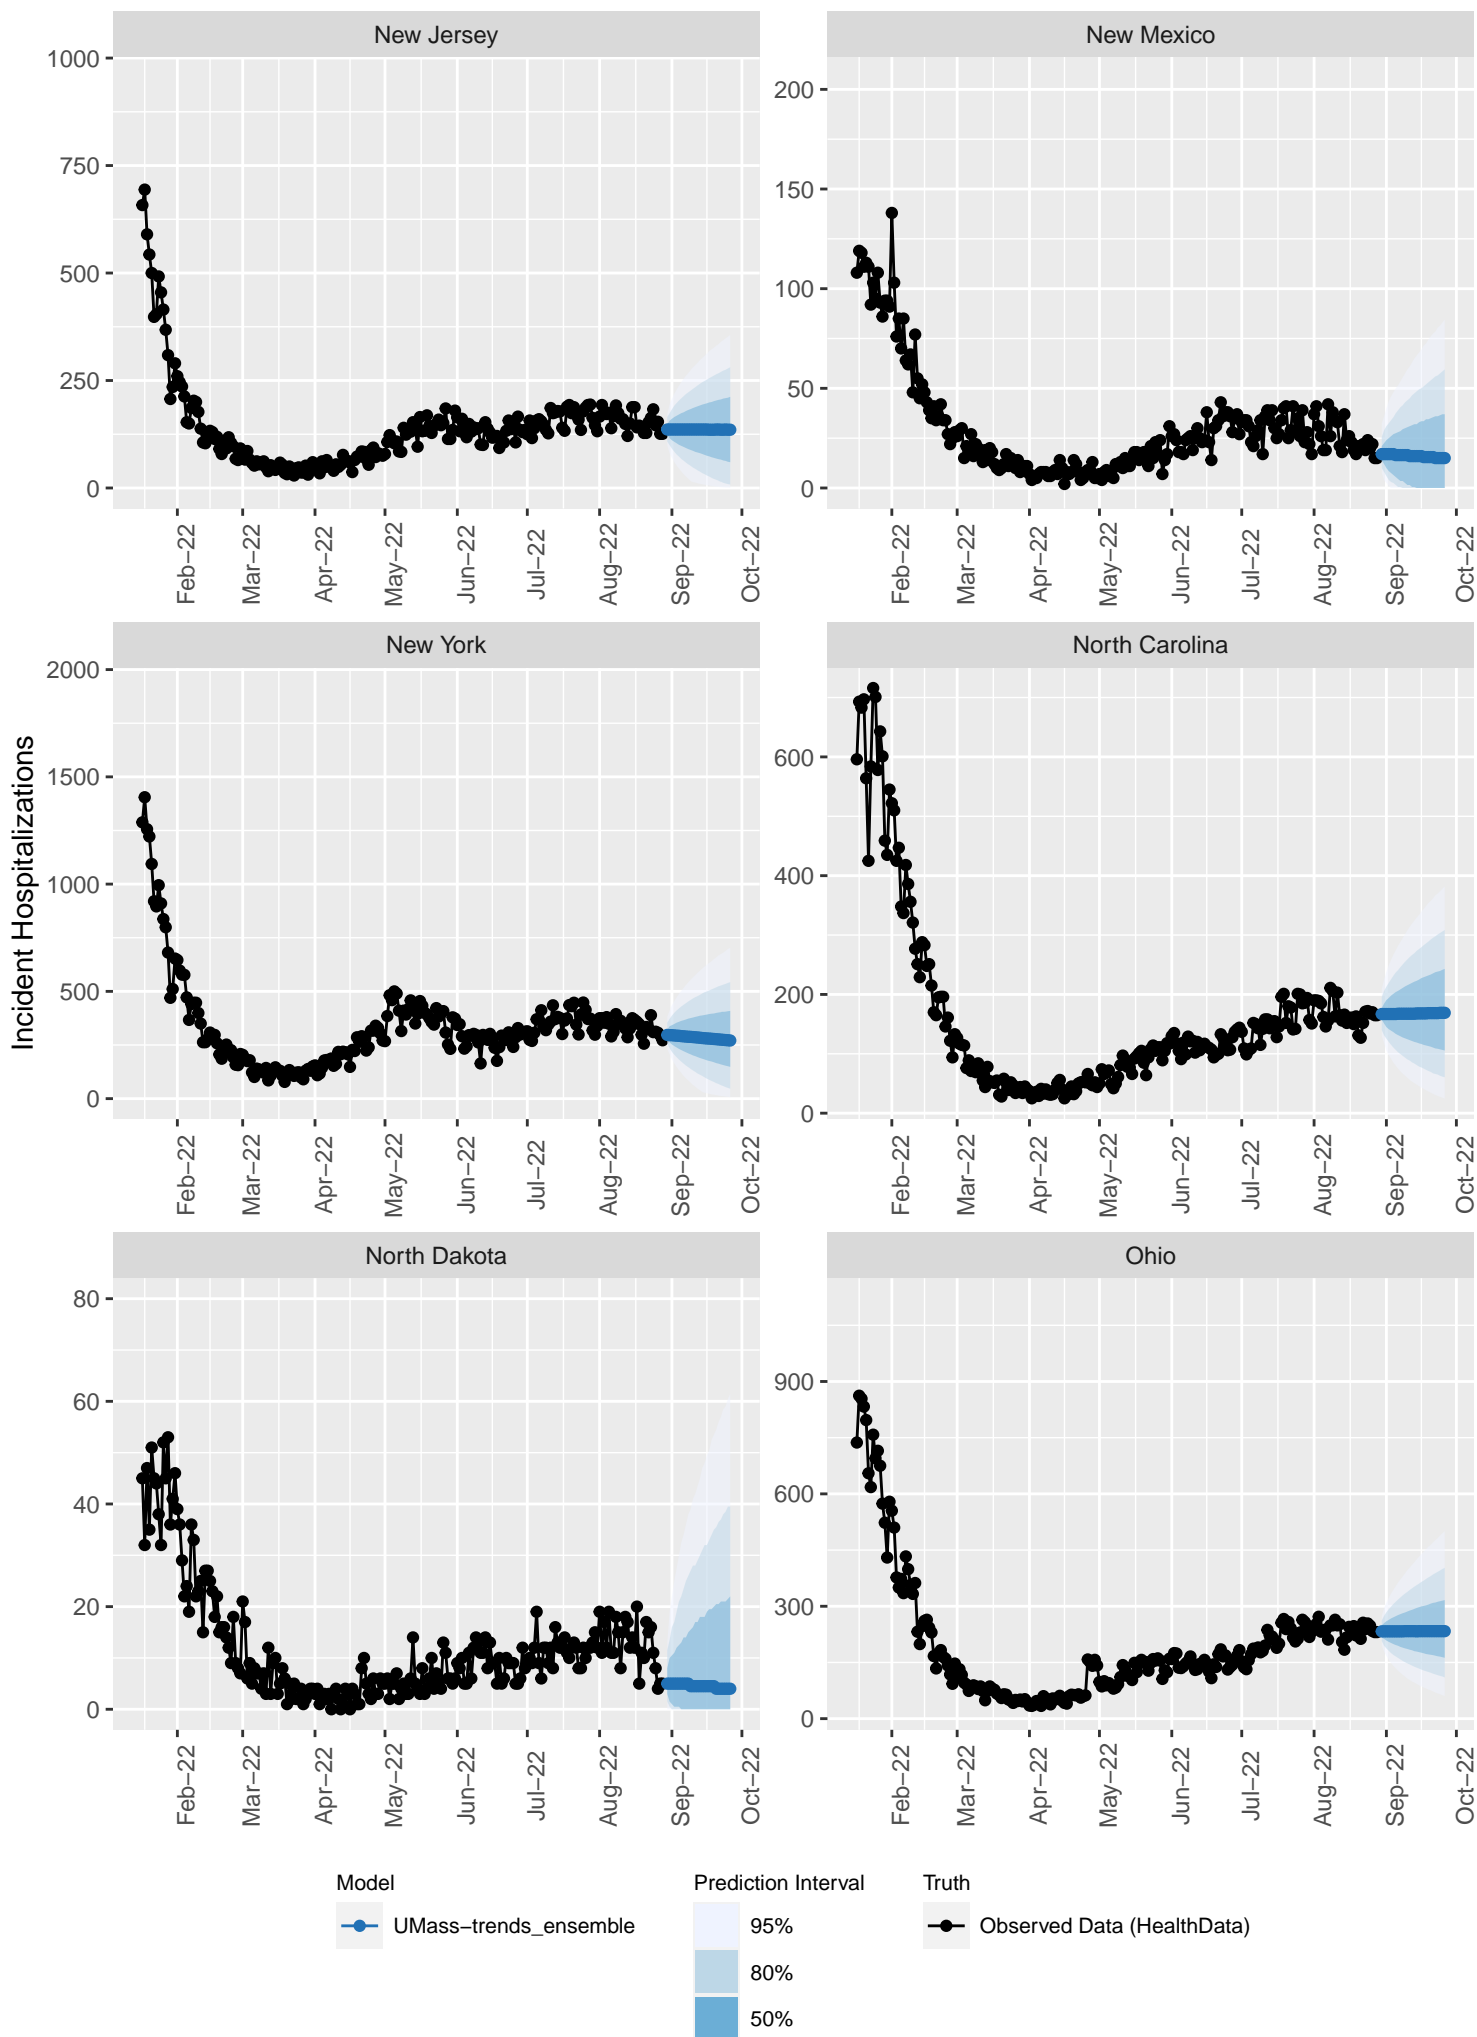 New Jersey
New Mexico
1000
750
500
250
0
200
150
100
50
0
Feb−22
Mar−22
Apr−22
May−22
Jun−22
Jul−22
Aug−22
Sep−22
Oct−22
Feb−22
Mar−22
Apr−22
May−22
Jun−22
Jul−22
Aug−22
Sep−22
Oct−22
Incident Hospitalizations
New York
North Carolina
2000
1500
1000
500
0
600
400
200
0
Feb−22
Mar−22
Apr−22
May−22
Jun−22
Jul−22
Aug−22
Sep−22
Oct−22
Feb−22
Mar−22
Apr−22
May−22
Jun−22
Jul−22
Aug−22
Sep−22
Oct−22
North Dakota
Ohio
80
60
40
20
0
900
600
300
0
Feb−22
Mar−22
Apr−22
May−22
Jun−22
Jul−22
Aug−22
Sep−22
Oct−22
Feb−22
Mar−22
Apr−22
May−22
Jun−22
Jul−22
Aug−22
Sep−22
Oct−22
Model
UMass−trends_ensemble
Prediction Interval
95%
80%
50%
Truth
Observed Data (HealthData)